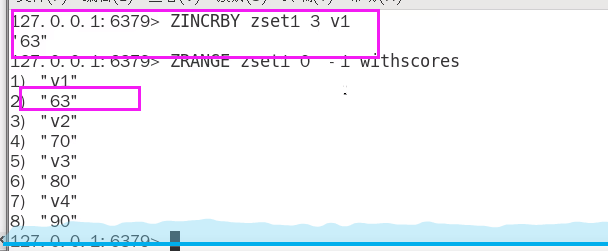 127.0.0.1:6379> ZINCRBY zset1 3 v1
"63"
127.0.0.1:6379> ZRANGE zset1 0 -1 withscores
1) "v1"
2) "63"
3) "v2"
4) "70"
5) "v3"
6) "80"
7) "v4"
8) "90"
127.0.0.1:6379>